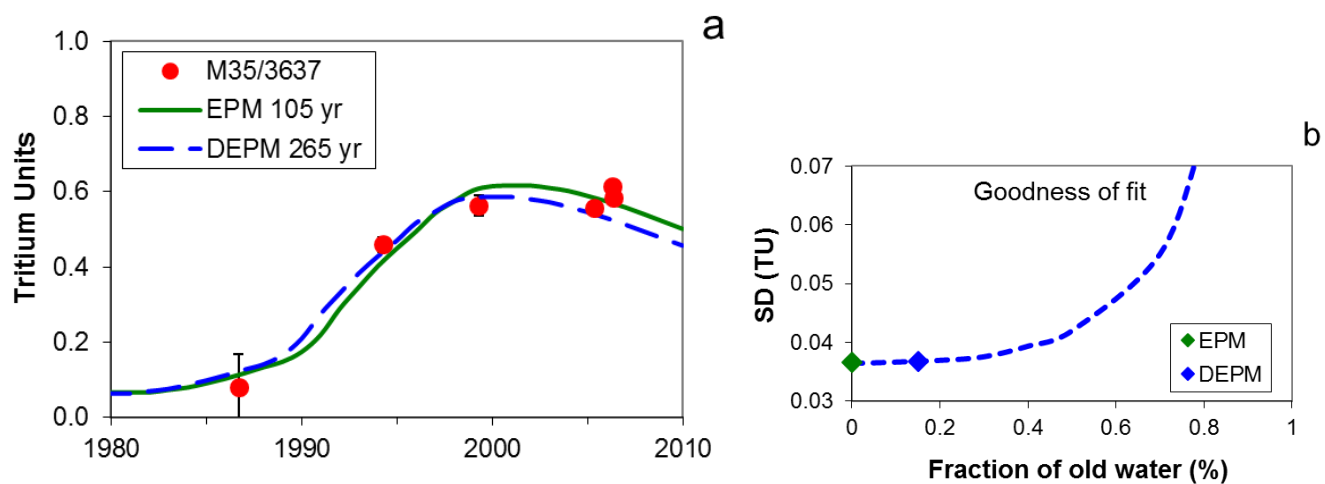 a
1.0
0.8
0.6
0.4
0.2
0.0
Tritium Units
M35/3637
EPM 105 yr
DEPM 265 yr
1980
1990
2000
2010
b
0.07
0.06
0.05
0.04
0.03
SD (TU)
Goodness of fit
EPM
DEPM
0
0.2
0.4
0.6
0.8
1
Fraction of old water (%)